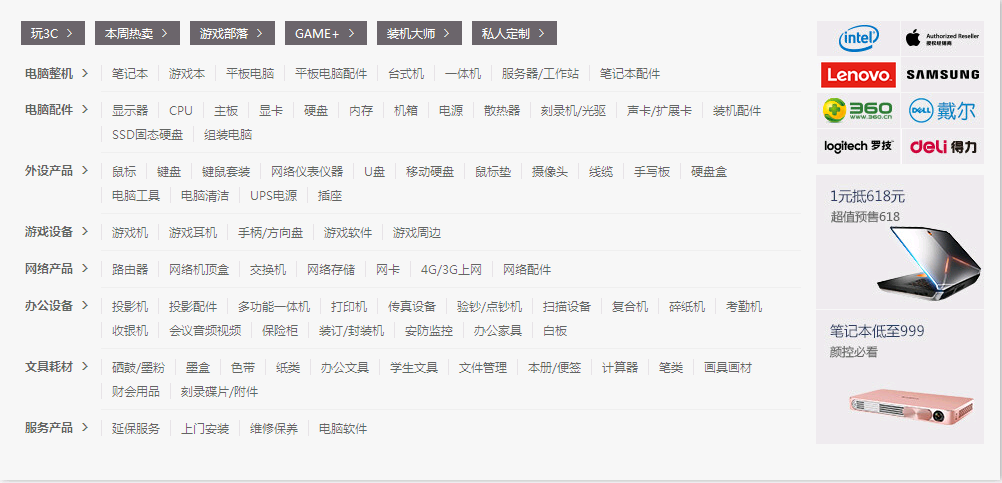 玩3C > 本周热卖 > 游戏部落 > GAME+ > 装机大师 > 私人定制 >
电脑整机 > 笔记本 游戏本 平板电脑 平板电脑配件 台式机 一体机 服务器/工作站 笔记本配件
电脑配件 > 显示器 CPU 主板 显卡 硬盘 内存 机箱 电源 散热器 刻录机/光驱 声卡/扩展卡 装机配件
SSD固态硬盘 组装电脑
外设产品 > 鼠标 键盘 键鼠套装 网络仪表仪器 U盘 移动硬盘 鼠标垫 摄像头 线缆 手写板 硬盘盒
电脑工具 电脑清洁 UPS电源 插座
游戏设备 > 游戏机 游戏耳机 手柄/方向盘 游戏软件 游戏周边
网络产品 > 路由器 网络机顶盒 交换机 网络存储 网卡 4G/3G上网 网络配件
办公设备 > 投影机 投影配件 多功能一体机 打印机 传真设备 验钞/点钞机 扫描设备 复合机 碎纸机 考勤机
收银机 会议音频视频 保险柜 装订/封装机 安防监控 办公家具 白板
文具耗材 > 硒鼓/墨粉 墨盒 色带 纸类 办公文具 学生文具 文件管理 本册/便签 计算器 笔类 画具画材
财会用品 刻录碟片/附件
服务产品 > 延保服务 上门安装 维修保养 电脑软件
intel Authorized Reseller
授权经销商
Lenovo SAMSUNG
360 DELL 戴尔
www.360.cn
logitech 罗技 deli 得力
1元抵618元
超值预售618
笔记本低至999
颜控必看